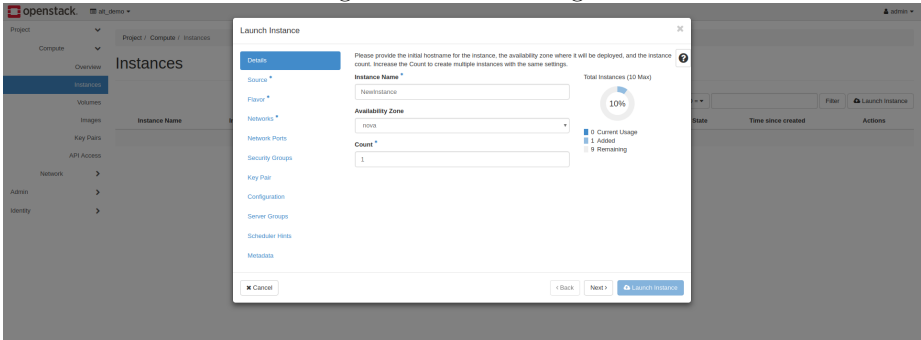 openstack. alt_demo admin
Project
Project / Compute / Instances
Compute
Overview
Instances
Volumes
Images
Key Pairs
API Access
Network
Admin
Identity
Instances
Filter Launch Instance
Instance Name State Time since created Actions
Launch Instance
Details
Source *
Flavor *
Networks *
Network Ports
Security Groups
Key Pair
Configuration
Server Groups
Scheduler Hints
Metadata
Please provide the initial hostname for the instance, the availability zone where it will be deployed, and the instance
count. Increase the Count to create multiple instances with the same settings.
Instance Name *
NewInstance
Availability Zone
nova
Count *
1
Total Instances (10 Max)
10%
0 Current Usage
1 Added
9 Remaining
Cancel
Back Next Launch Instance